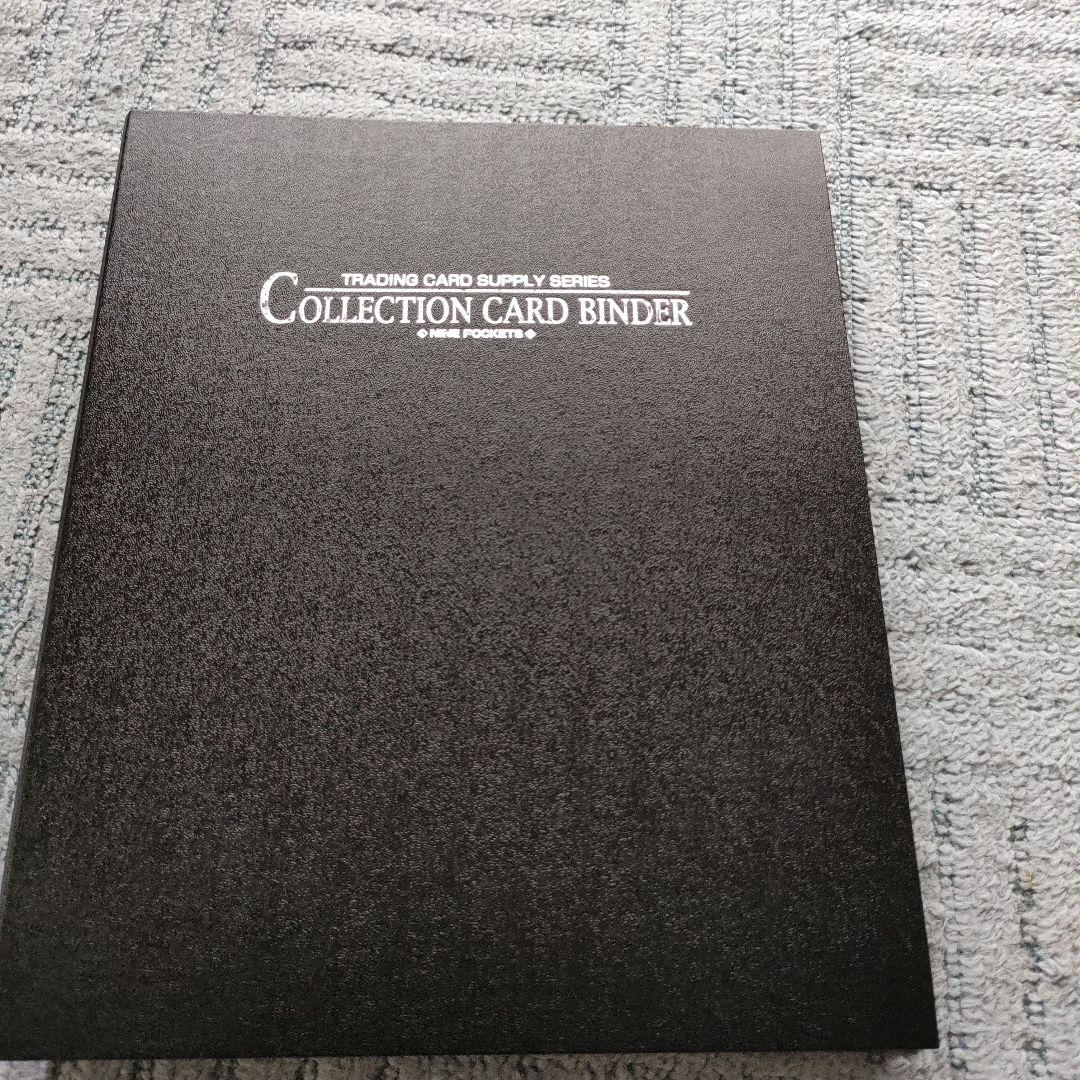 TRADING CARD SUPPLY SERIES
COLLECTION CARD BINDER
◆ NINE POCKETS ◆